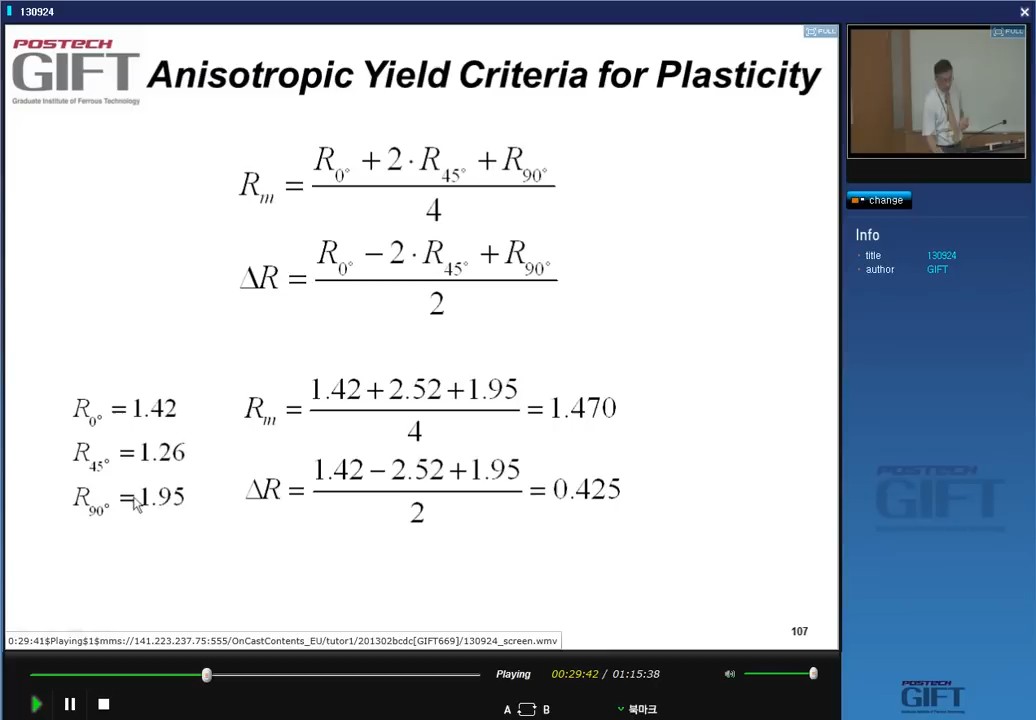 130924
POSTECH
GIFT
Graduate Institute of Ferrous Technology
Anisotropic Yield Criteria for Plasticity
FULL
FULL
R_m = (R_0° + 2 · R_45° + R_90°) / 4
ΔR = (R_0° − 2 · R_45° + R_90°) / 2
R_0° = 1.42
R_45° = 1.26
R_90° = 1.95
R_m = (1.42 + 2.52 + 1.95) / 4 = 1.470
ΔR = (1.42 − 2.52 + 1.95) / 2 = 0.425
107
0:29:41$Playing$1$mms://141.223.237.75:555/OnCastContents_EU/tutor1/201302bcdc[GIFT669]/130924_screen.wmv
change
Info
title 130924
author GIFT
POSTECH
GIFT
Playing 00:29:42 / 01:15:38
A B 북마크
POSTECH
GIFT